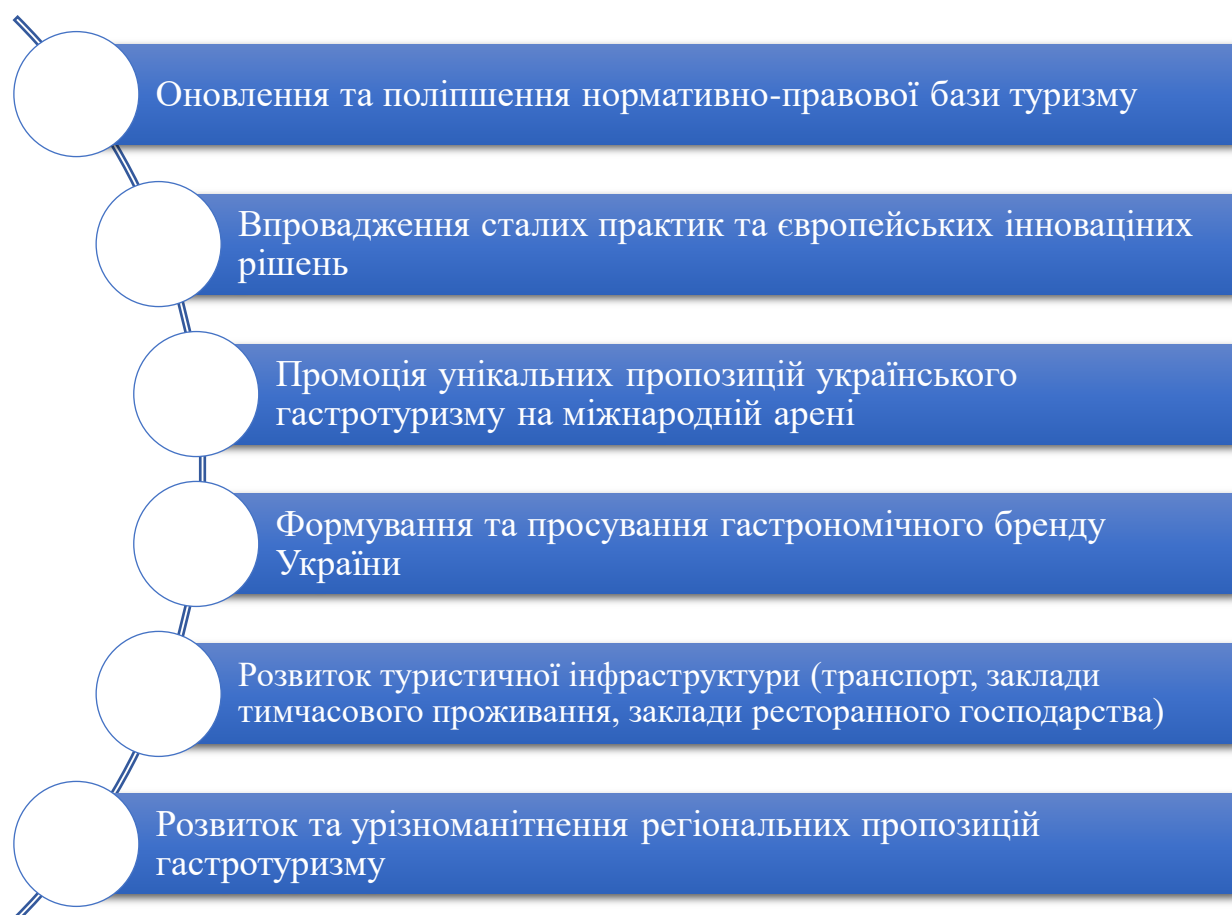 Оновлення та поліпшення нормативно-правової бази туризму
Впровадження сталих практик та європейських інноваціних
рішень
Промоція унікальних пропозицій українського
гастротуризму на міжнародній арені
Формування та просування гастрономічного бренду
України
Розвиток туристичної інфраструктури (транспорт, заклади
тимчасового проживання, заклади ресторанного господарства)
Розвиток та урізноманітнення регіональних пропозицій
гастротуризму